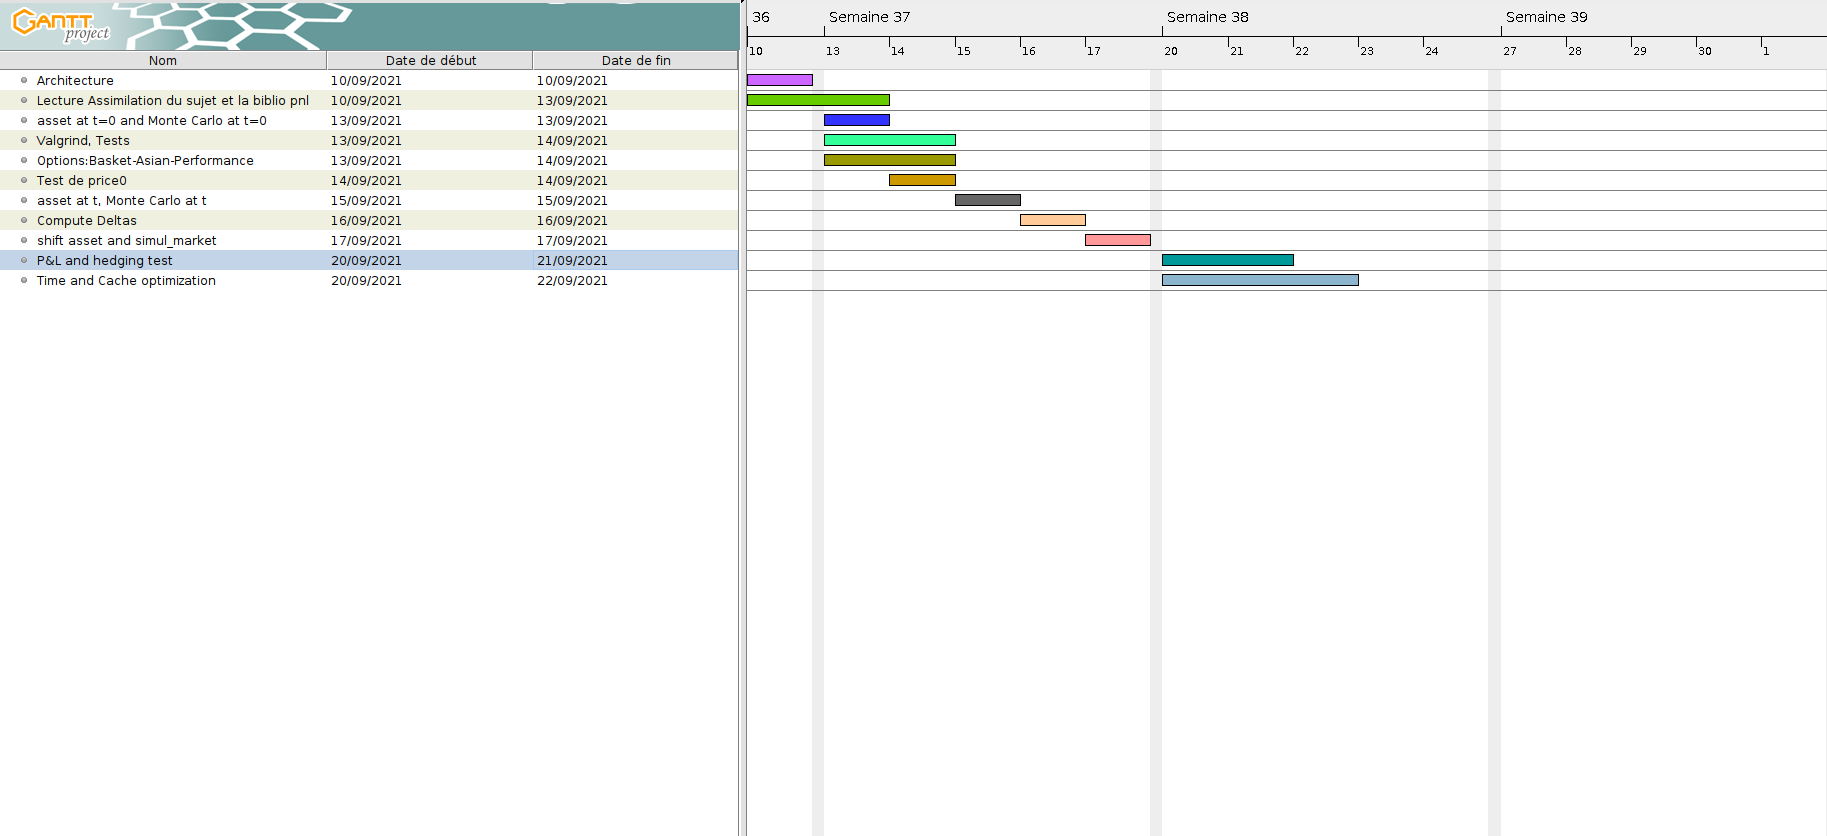 GANTT
project
36 Semaine 37 Semaine 38 Semaine 39
10 13 14 15 16 17 20 21 22 23 24 27 28 29 30 1
Nom Date de début Date de fin
Architecture 10/09/2021 10/09/2021
Lecture Assimilation du sujet et la biblio pnl 10/09/2021 13/09/2021
asset at t=0 and Monte Carlo at t=0 13/09/2021 13/09/2021
Valgrind, Tests 13/09/2021 14/09/2021
Options:Basket-Asian-Performance 13/09/2021 14/09/2021
Test de price0 14/09/2021 14/09/2021
asset at t, Monte Carlo at t 15/09/2021 15/09/2021
Compute Deltas 16/09/2021 16/09/2021
shift asset and simul_market 17/09/2021 17/09/2021
P&L and hedging test 20/09/2021 21/09/2021
Time and Cache optimization 20/09/2021 22/09/2021